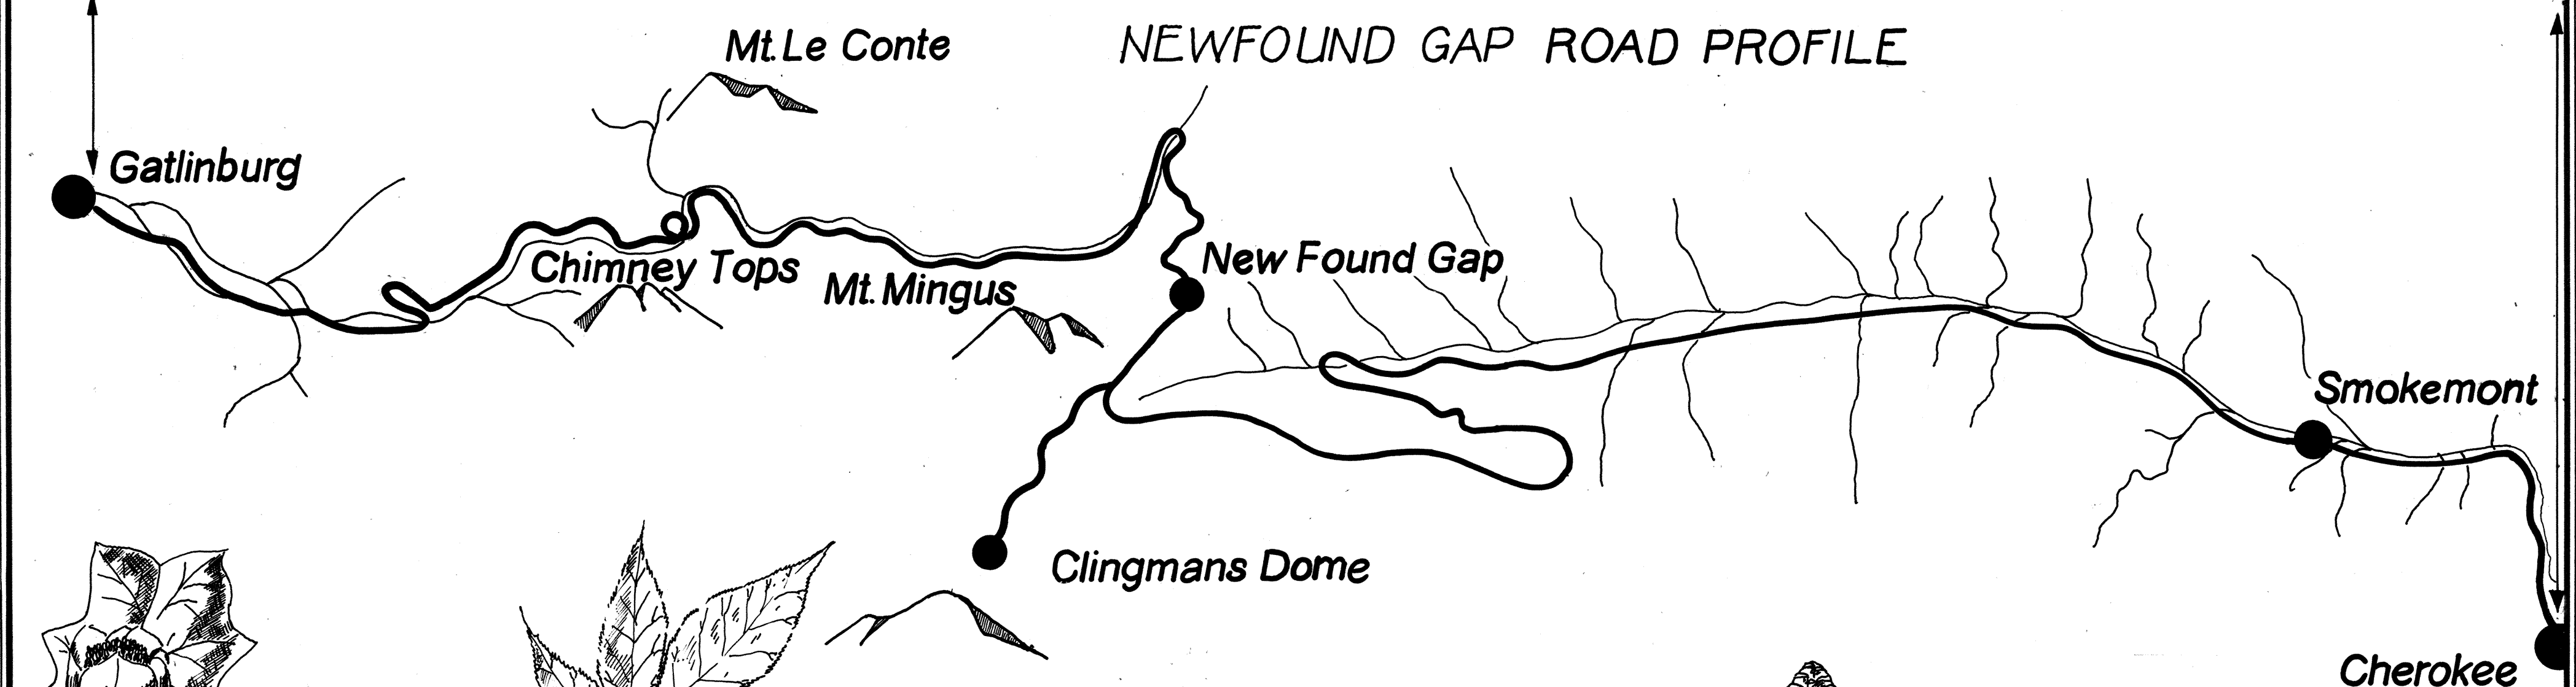 Mt. Le Conte
NEWFOUND GAP ROAD PROFILE
Gatlinburg
Chimney Tops
Mt. Mingus
New Found Gap
Smokemont
Clingmans Dome
Cherokee